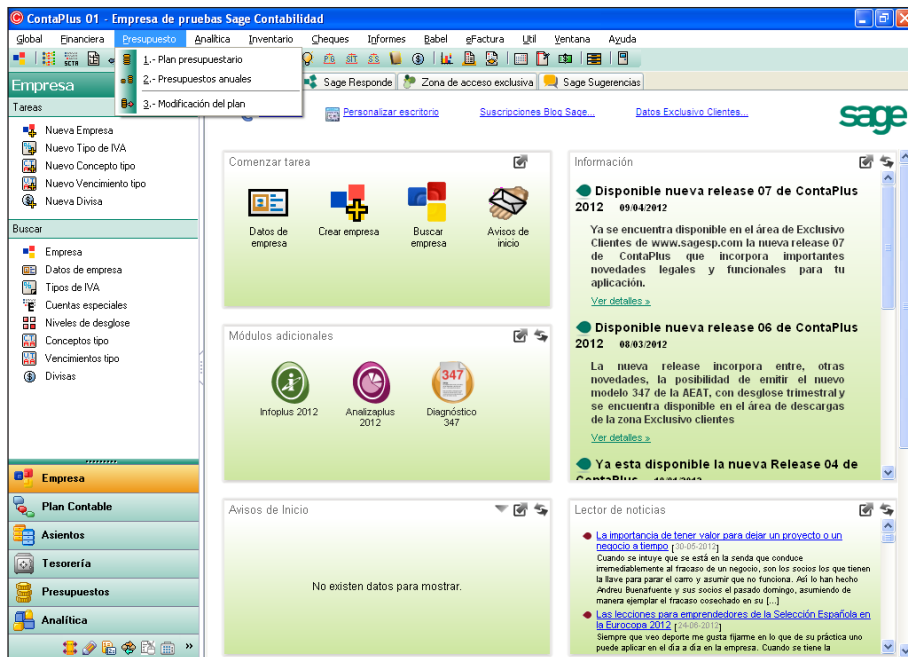 ContaPlus 01 - Empresa de pruebas Sage Contabilidad
Global Financiera Presupuesto Analítica Inventario Cheques Informes Babel eFactura Util Ventana Ayuda
1.- Plan presupuestario
2.- Presupuestos anuales
3.- Modificación del plan
Sage Responde
Zona de acceso exclusiva
Sage Sugerencias
Empresa
Tareas
Nueva Empresa
Nuevo Tipo de IVA
Nuevo Concepto tipo
Nuevo Vencimiento tipo
Nueva Divisa
Buscar
Empresa
Datos de empresa
Tipos de IVA
Cuentas especiales
Niveles de desglose
Conceptos tipo
Vencimientos tipo
Divisas
Empresa
Plan Contable
Asientos
Tesorería
Presupuestos
Analítica
Personalizar escritorio
Suscripciones Blog Sage...
Datos Exclusivo Clientes...
sage
Comenzar tarea
Datos de
empresa
Crear empresa
Buscar
empresa
Avisos de
inicio
Módulos adicionales
347
Infoplus 2012
Analizaplus
2012
Diagnóstico
347
Avisos de Inicio
No existen datos para mostrar.
Información
Disponible nueva release 07 de ContaPlus
2012 09/04/2012
Ya se encuentra disponible en el área de Exclusivo
Clientes de www.sagesp.com la nueva release 07
de ContaPlus que incorpora importantes
novedades legales y funcionales para tu
aplicación.
Ver detalles »
Disponible nueva release 06 de ContaPlus
2012 08/03/2012
La nueva release incorpora entre, otras
novedades, la posibilidad de emitir el nuevo
modelo 347 de la AEAT, con desglose trimestral y
se encuentra disponible en el área de descargas
de la zona Exclusivo clientes
Ver detalles »
Ya esta disponible la nueva Release 04 de
ContaPlus 10/01/2012
Lector de noticias
La importancia de tener valor para dejar un proyecto o un
negocio a tiempo [30-05-2012]
Cuando se intuye que se está en la senda que conduce
irremediablemente al fracaso de un negocio, son los socios los que tienen
la llave para parar el carro y asumir que no funciona. Así lo han hecho
Andreu Buenafuente y sus socios el pasado domingo, asumiendo de
manera ejemplar el fracaso cosechado en su [...]
Las lecciones para emprendedores de la Selección Española en
la Eurocopa 2012 [24-06-2012]
Siempre que veo deporte me gusta fijarme en lo que de su práctica uno
puede aplicar en el día a día en la empresa. Cuando se tiene la